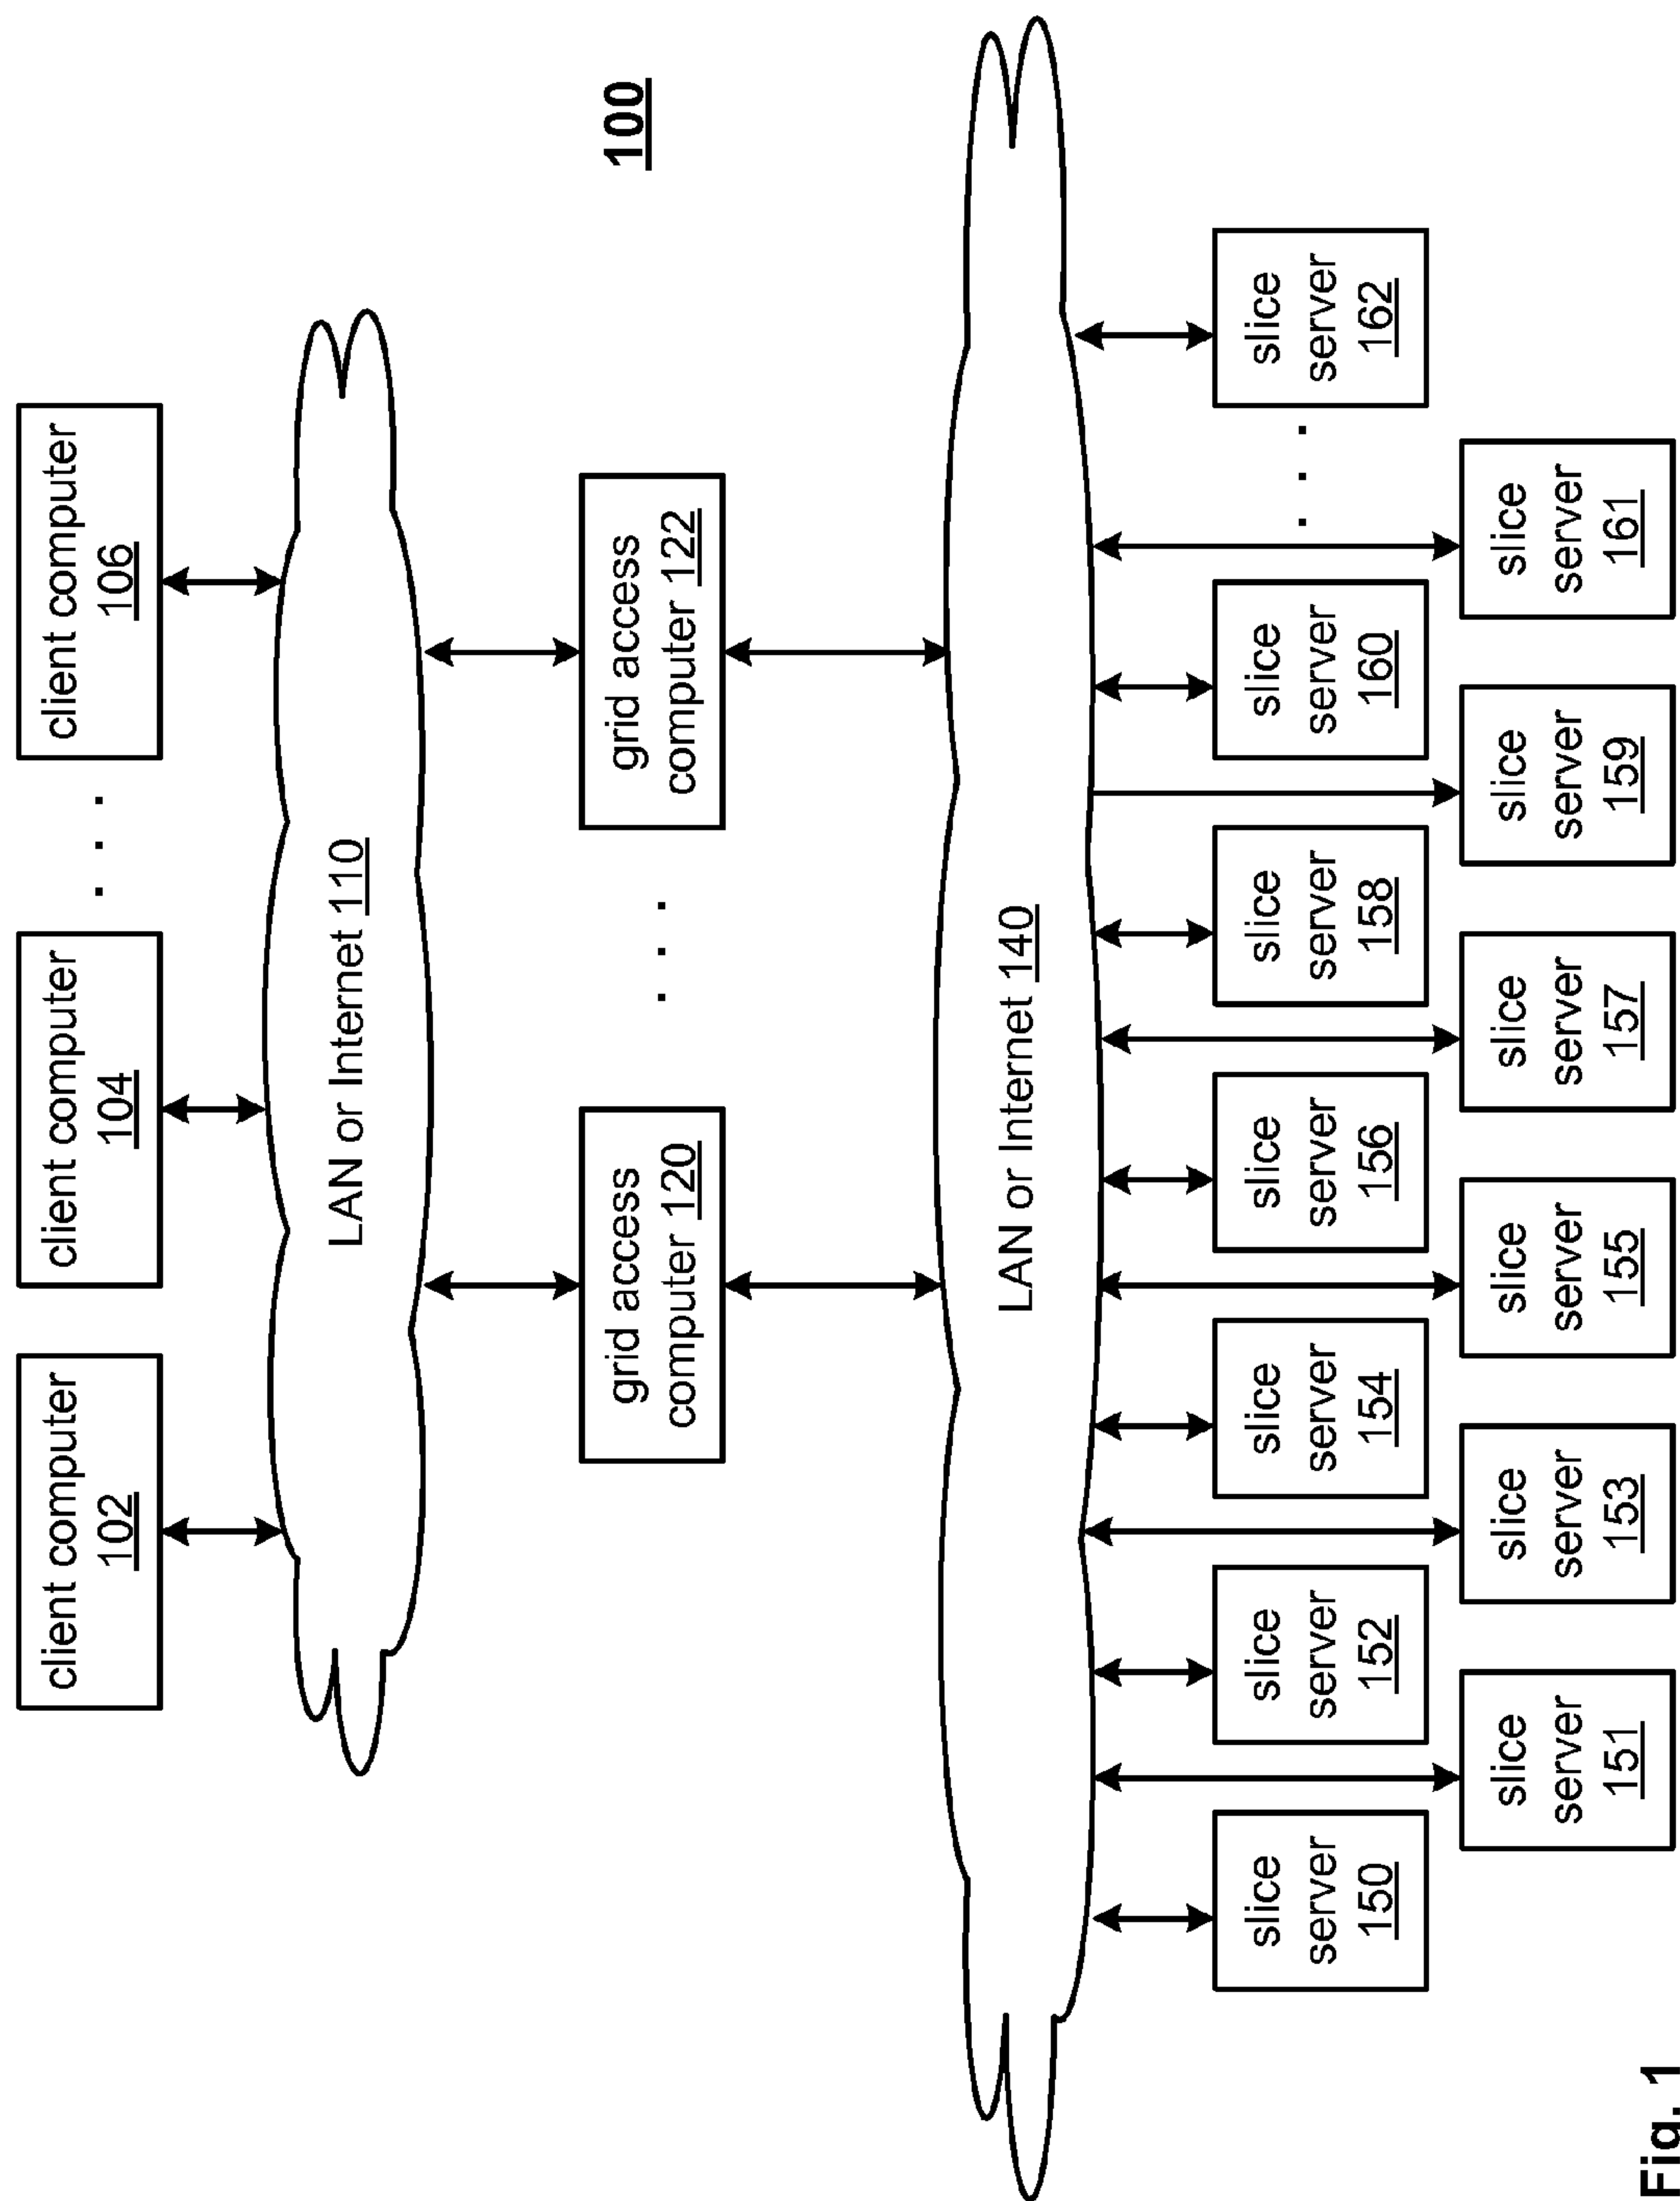 100
client computer
102
client computer
104
. . .
client computer
106
LAN or Internet 110
grid access
computer 120
. . .
grid access
computer 122
LAN or Internet 140
slice
server
150
slice
server
152
slice
server
154
slice
server
156
slice
server
158
slice
server
160
. . .
slice
server
162
slice
server
151
slice
server
153
slice
server
155
slice
server
157
slice
server
159
slice
server
161
Fig. 1